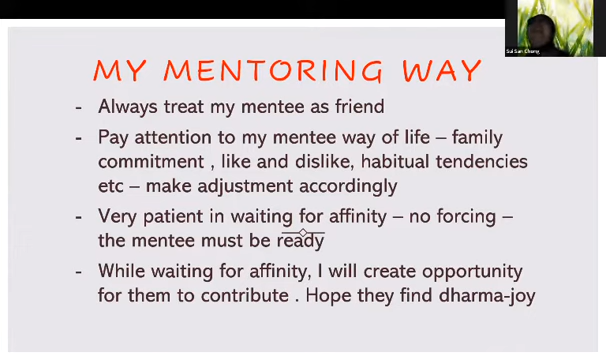 Sui San Chong
MY MENTORING WAY
- Always treat my mentee as friend
- Pay attention to my mentee way of life – family
commitment , like and dislike, habitual tendencies
etc – make adjustment accordingly
- Very patient in waiting for affinity – no forcing –
the mentee must be ready
- While waiting for affinity, I will create opportunity
for them to contribute . Hope they find dharma-joy